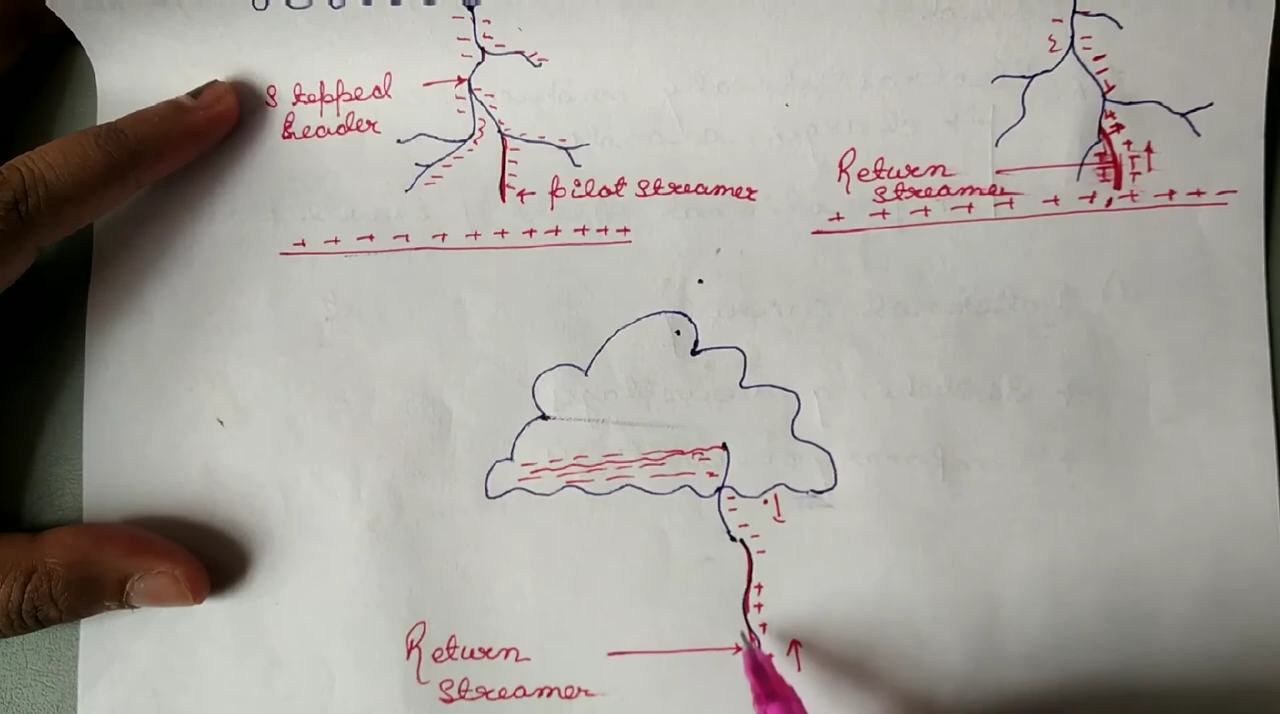 Stepped
Leader
← Pilot streamer
+ + + + + + + + + + + +
Return
streamer
+ + + + + + + + + + -
Return
streamer